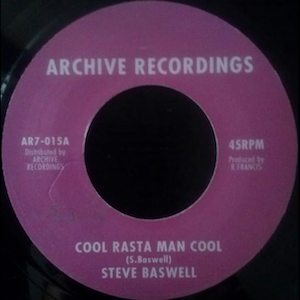 ARCHIVE RECORDINGS
AR7-015A
45RPM
Distributed by
ARCHIVE
RECORDINGS
Produced by
R FRANCIS
COOL RASTA MAN COOL
(S.Baswell)
STEVE BASWELL